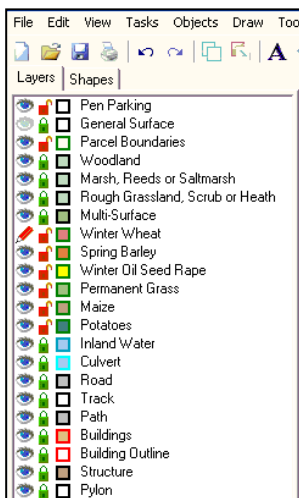 File Edit View Tasks Objects Draw Too
A
Layers Shapes
Pen Parking
General Surface
Parcel Boundaries
Woodland
Marsh, Reeds or Saltmarsh
Rough Grassland, Scrub or Heath
Multi-Surface
Winter Wheat
Spring Barley
Winter Oil Seed Rape
Permanent Grass
Maize
Potatoes
Inland Water
Culvert
Road
Track
Path
Buildings
Building Outline
Structure
Pylon